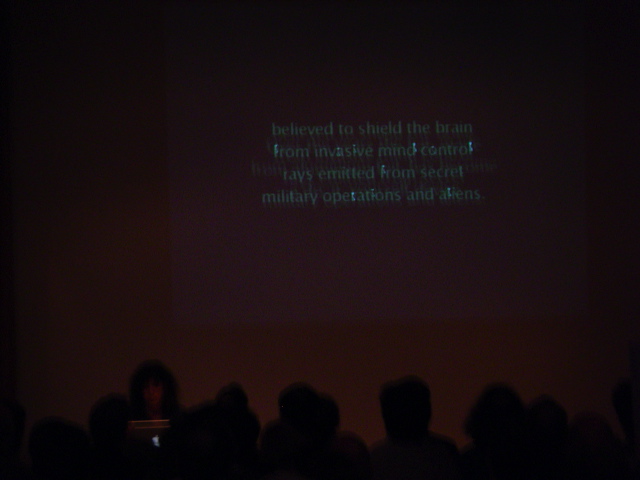 believed to shield the brain
from invasive mind control
rays emitted from secret
military operations and aliens.